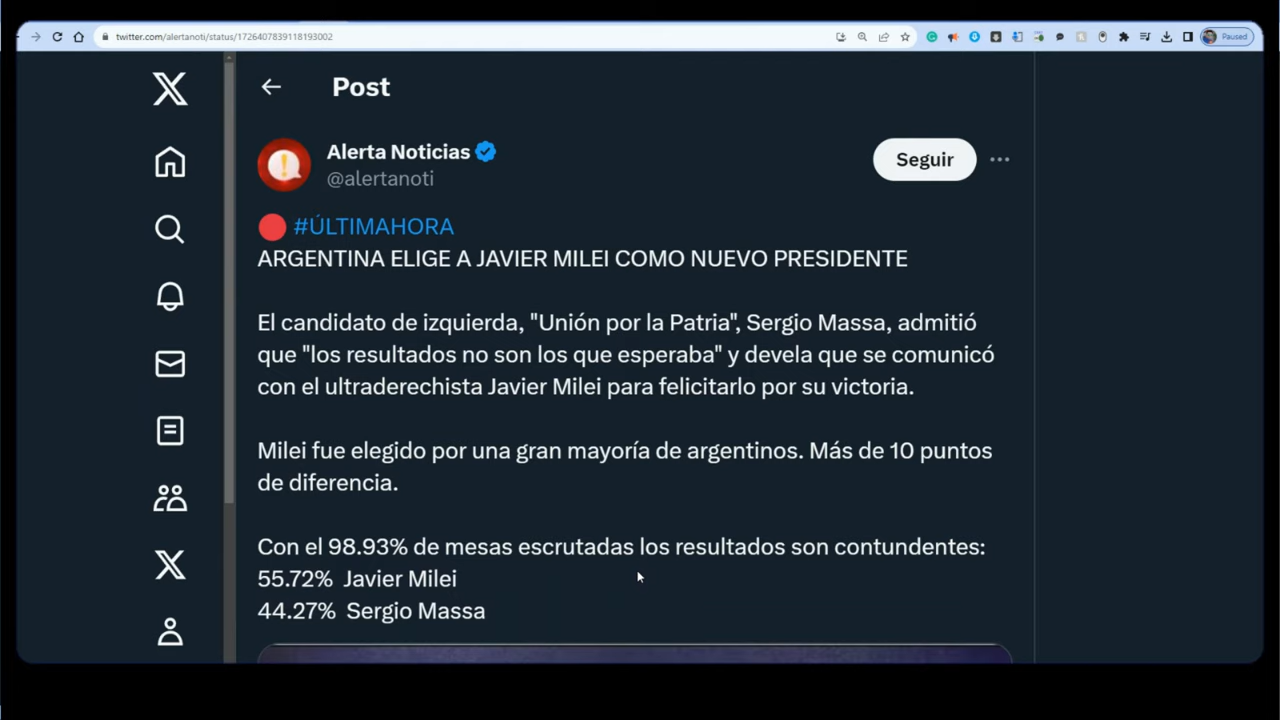 twitter.com/alertanoti/status/1726407839118193002
Paused
Post
Alerta Noticias
@alertanoti
Seguir
#ÚLTIMAHORA
ARGENTINA ELIGE A JAVIER MILEI COMO NUEVO PRESIDENTE
El candidato de izquierda, "Unión por la Patria", Sergio Massa, admitió
que "los resultados no son los que esperaba" y devela que se comunicó
con el ultraderechista Javier Milei para felicitarlo por su victoria.
Milei fue elegido por una gran mayoría de argentinos. Más de 10 puntos
de diferencia.
Con el 98.93% de mesas escrutadas los resultados son contundentes:
55.72% Javier Milei
44.27% Sergio Massa